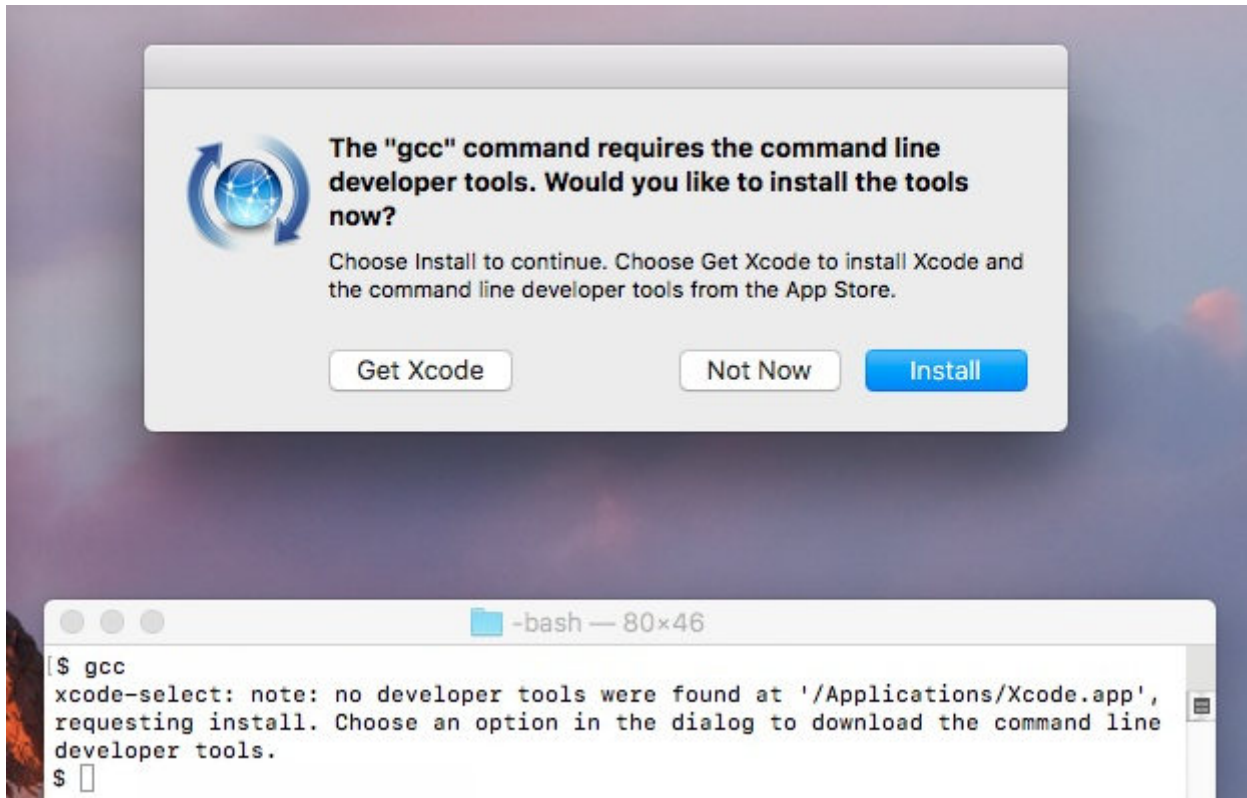 The "gcc" command requires the command line
developer tools. Would you like to install the tools
now?
Choose Install to continue. Choose Get Xcode to install Xcode and
the command line developer tools from the App Store.
Get Xcode
Not Now
Install
-bash — 80×46
[$ gcc
xcode-select: note: no developer tools were found at '/Applications/Xcode.app',
requesting install. Choose an option in the dialog to download the command line
developer tools.
$